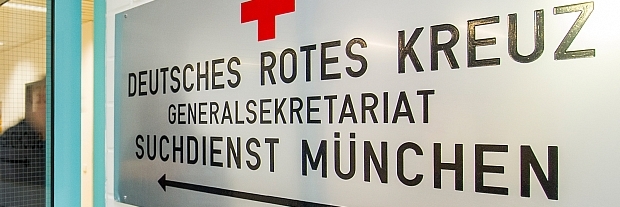 DEUTSCHES ROTES KREUZ
GENERALSEKRETARIAT
SUCHDIENST MÜNCHEN